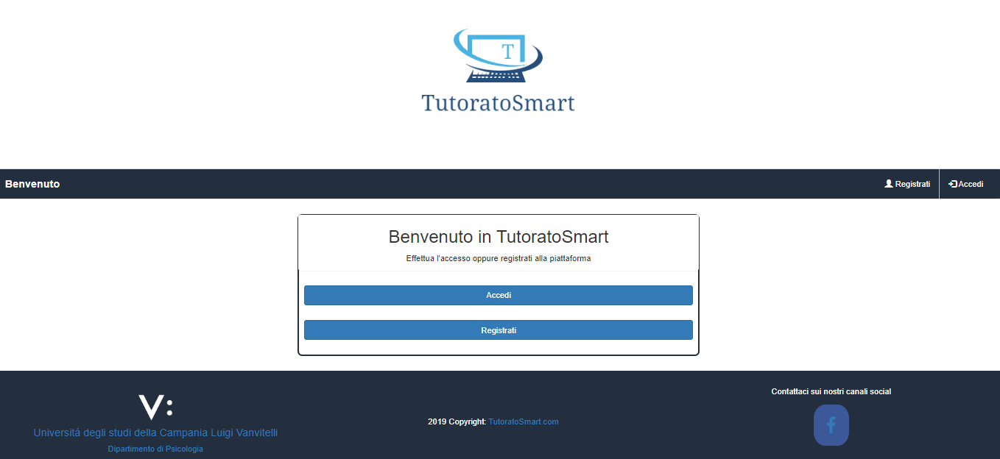 T
TutoratoSmart
Benvenuto
Registrati
Accedi
Benvenuto in TutoratoSmart
Effettua l'accesso oppure registrati alla piattaforma
Accedi
Registrati
V:
Universitá degli studi della Campania Luigi Vanvitelli
Dipartimento di Psicologia
2019 Copyright: TutoratoSmart.com
Contattaci sui nostri canali social
f